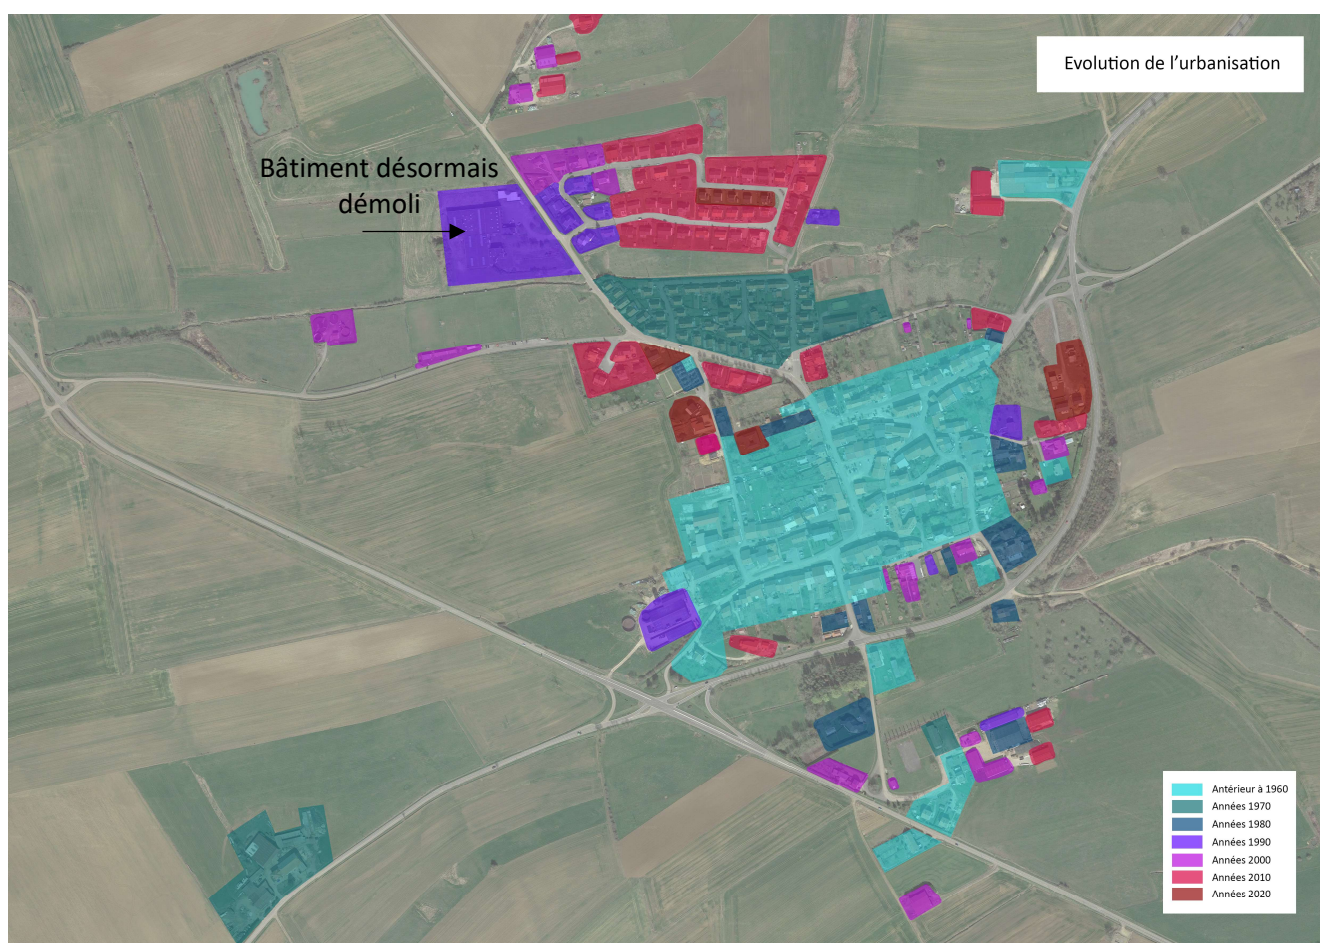 Evolution de l'urbanisation
Bâtiment désormais
démoli
Antérieur à 1960
Années 1970
Années 1980
Années 1990
Années 2000
Années 2010
Années 2020